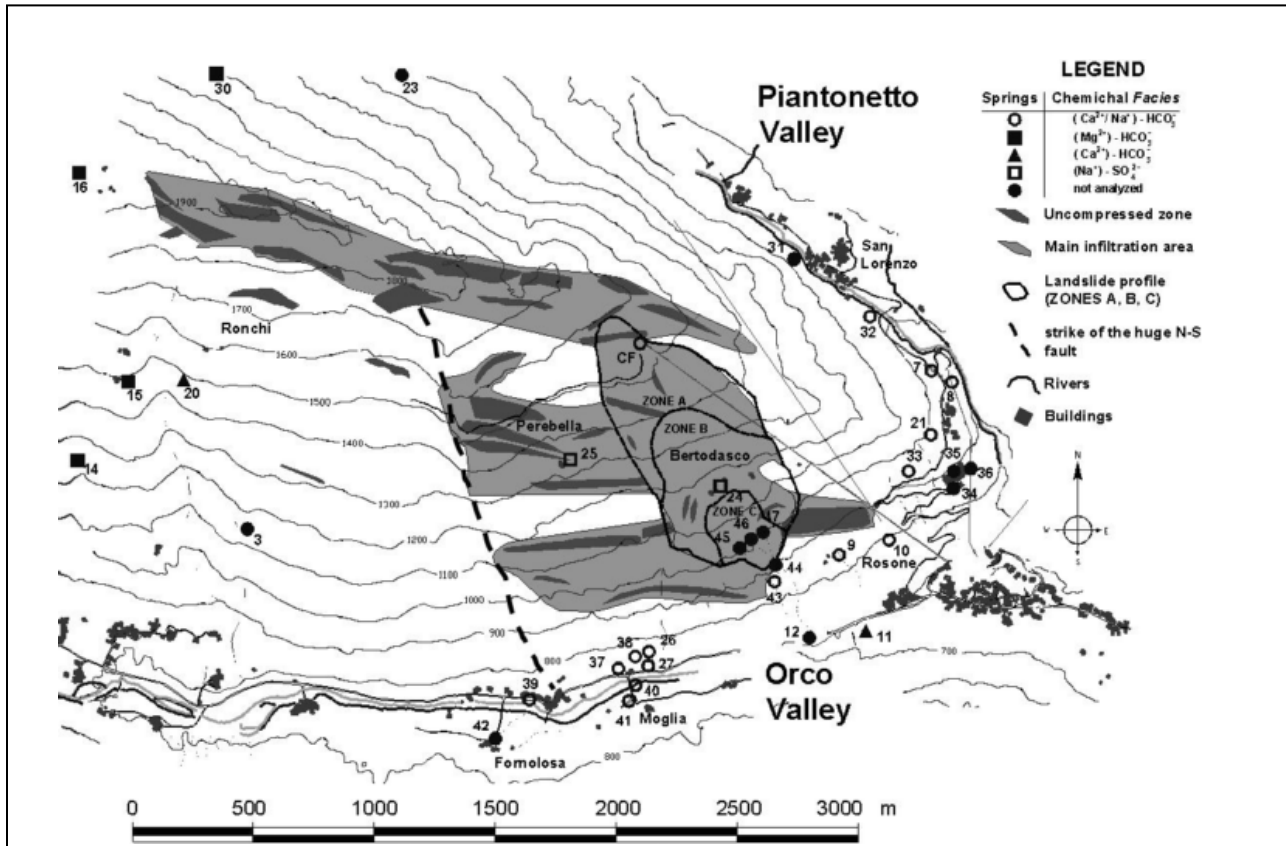 30
23
Piantonetto
Valley
LEGEND
Springs Chemichal Facies
(Ca²⁺/ Na⁺) - HCO₃⁻
(Mg²⁺) - HCO₃⁻
(Ca²⁺) - HCO₃⁻
(Na⁺) - SO₄²⁻
not analyzed
Uncompressed zone
Main infiltration area
Landslide profile
(ZONES A, B, C)
strike of the huge N-S
fault
Rivers
Buildings
16
1900
31
San
Lorenzo
2000
1700
Ronchi
32
1600
CF
7
8
15
20
1500
ZONE A
Perebella
ZONE B
21
1400
Bertodasco
14
25
33
35
36
24
34
1300
ZONE C
N
W E
S
3
1200
46
47
45
9
10
Rosone
1100
44
43
1000
900
12
11
38
26
800
37
27
700
Orco
Valley
39
40
41
Moglia
42
Fornolosa
800
0 500 1000 1500 2000 2500 3000 m